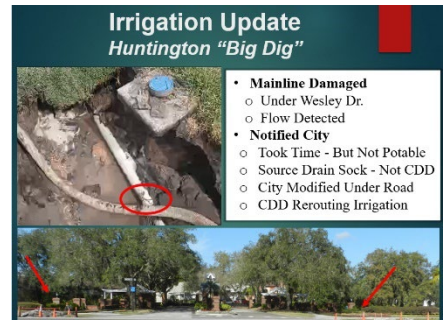 Irrigation Update
Huntington “Big Dig”
• Mainline Damaged
o Under Wesley Dr.
o Flow Detected
• Notified City
o Took Time - But Not Potable
o Source Drain Sock - Not CDD
o City Modified Under Road
o CDD Rerouting Irrigation